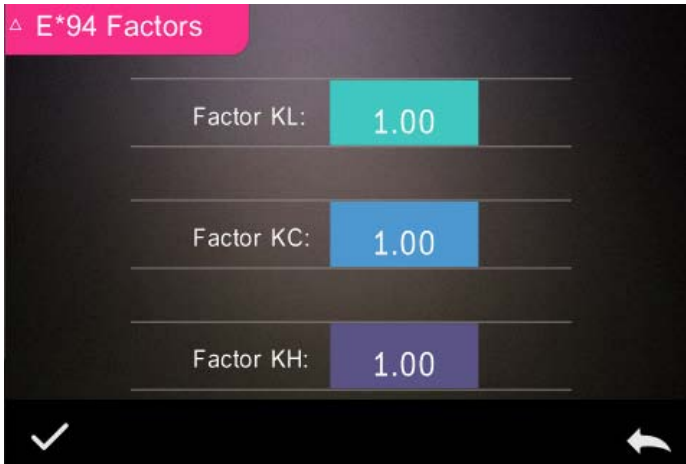 △ E*94 Factors
Factor KL: 1.00
Factor KC: 1.00
Factor KH: 1.00